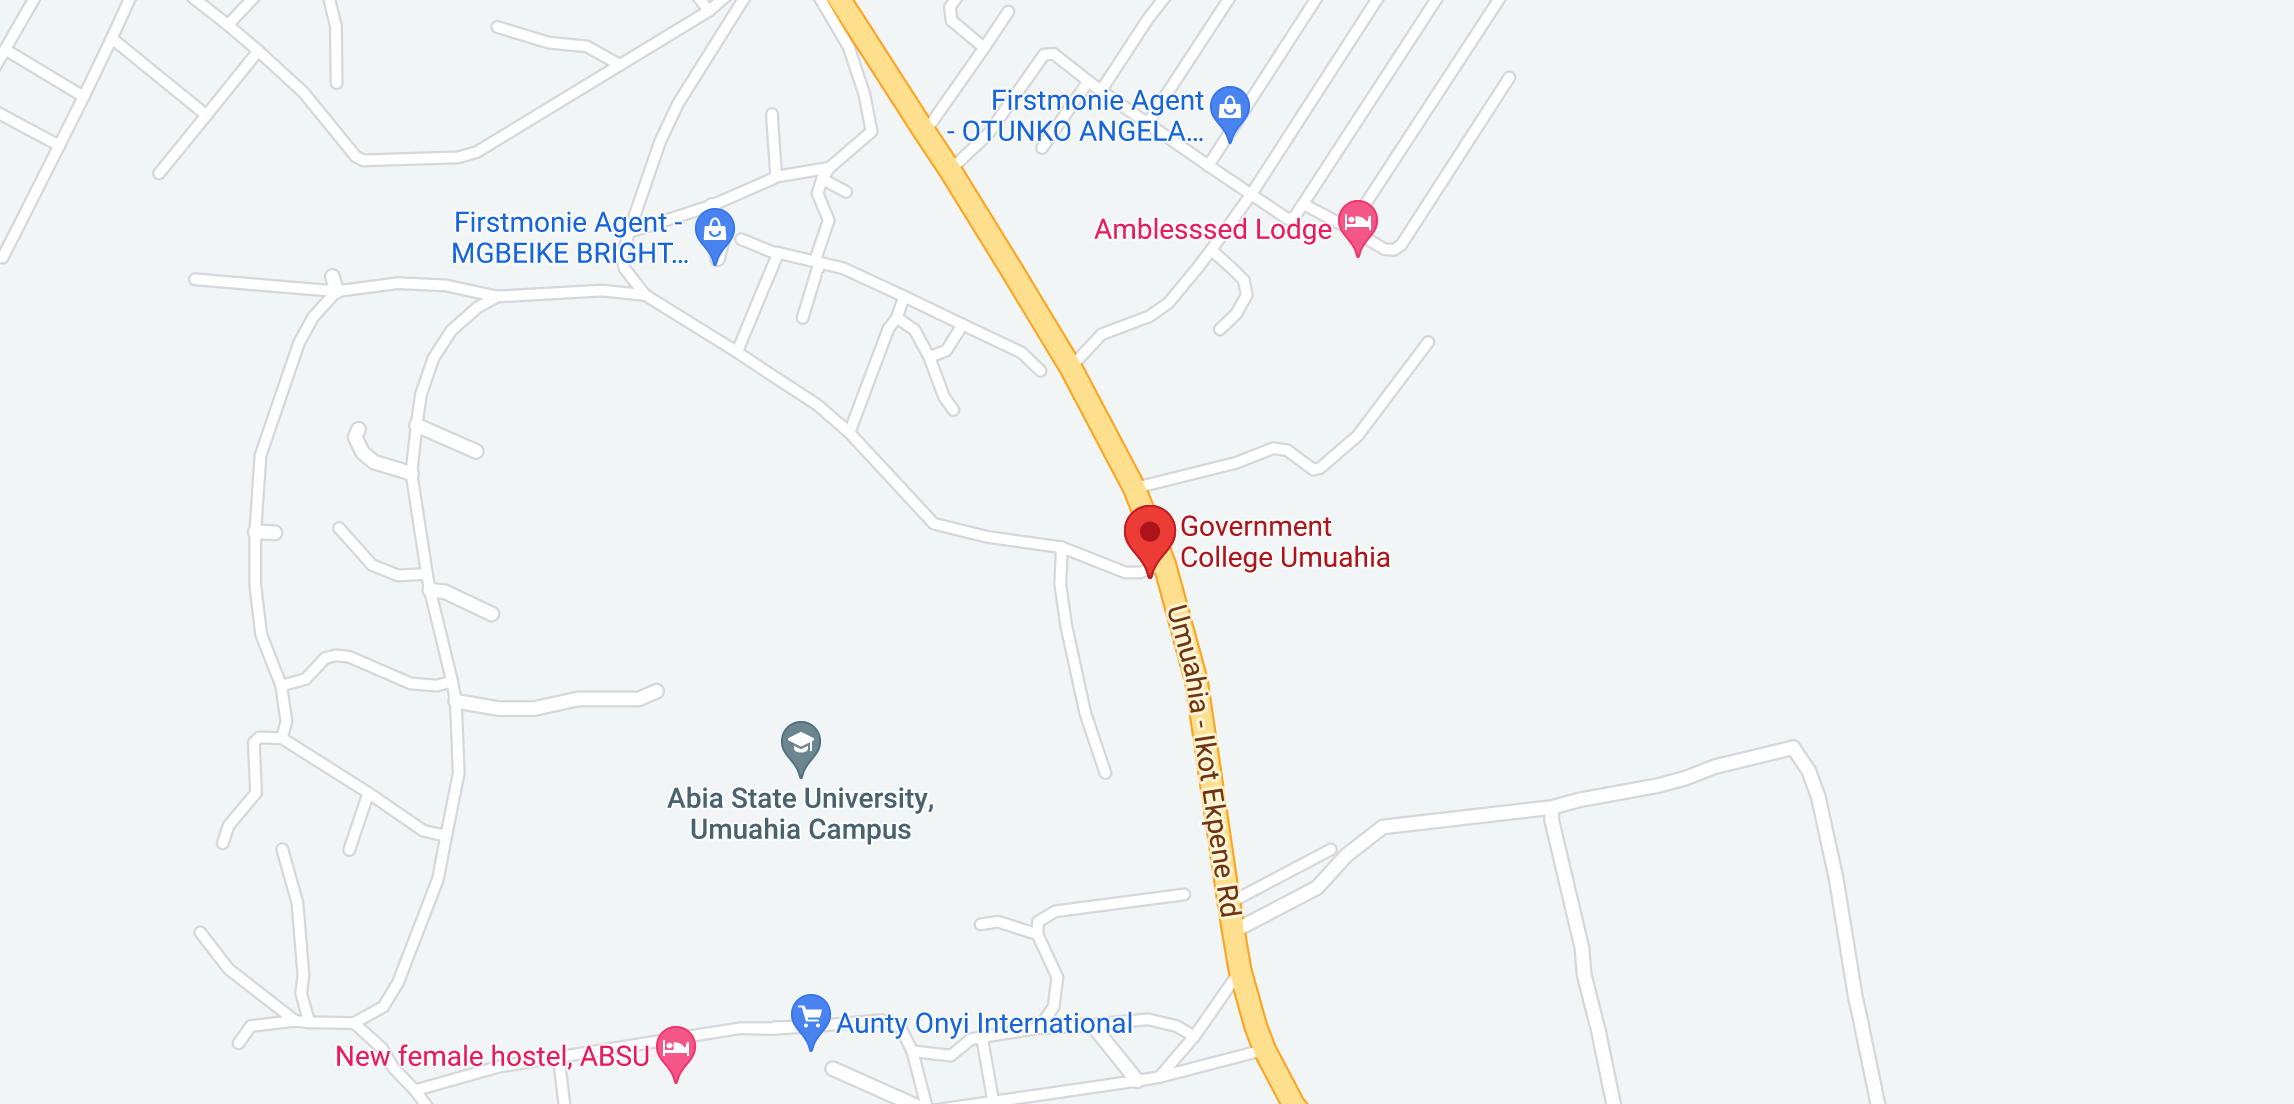 Firstmonie Agent
- OTUNKO ANGELA...
Firstmonie Agent -
MGBEIKE BRIGHT...
Amblesssed Lodge
Government
College Umuahia
Umuahia - Ikot Ekpene Rd
Abia State University,
Umuahia Campus
Aunty Onyi International
New female hostel, ABSU